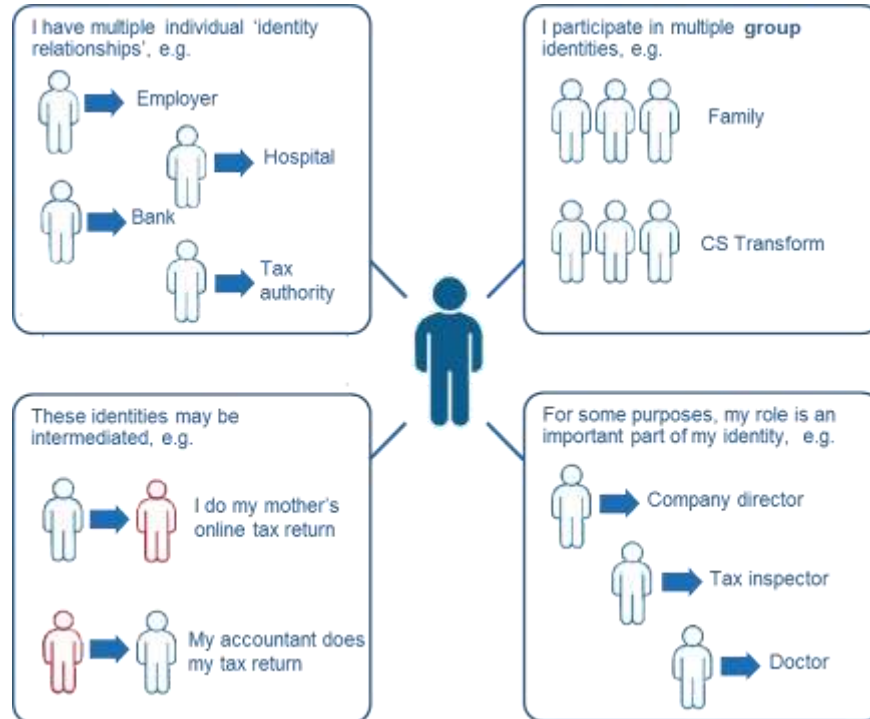 I have multiple individual ‘identity
relationships’, e.g.
Employer
Hospital
Bank
Tax
authority
I participate in multiple group
identities, e.g.
Family
CS Transform
These identities may be
intermediated, e.g.
I do my mother’s
online tax return
My accountant does
my tax return
For some purposes, my role is an
important part of my identity, e.g.
Company director
Tax inspector
Doctor